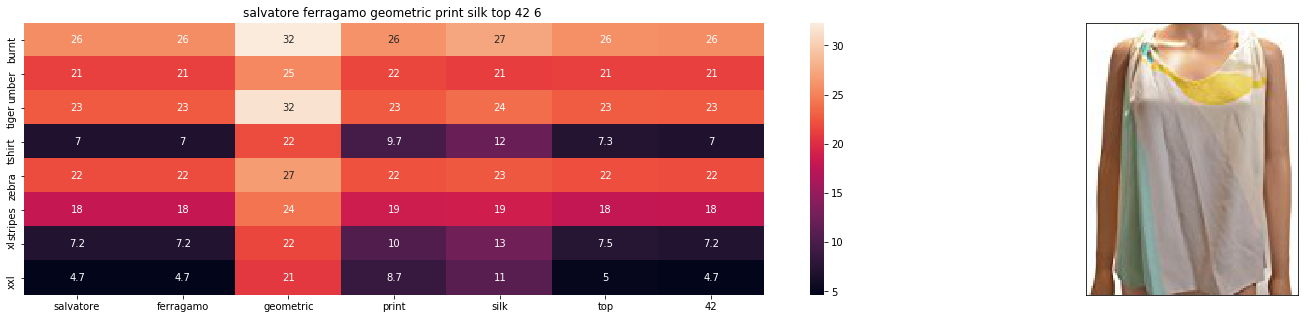 salvatore ferragamo geometric print silk top 42 6
burnt 26 26 32 26 27 26 26
umber 21 21 25 22 21 21 21
tiger 23 23 32 23 24 23 23
tshirt 7 7 22 9.7 12 7.3 7
zebra 22 22 27 22 23 22 22
stripes 18 18 24 19 19 18 18
xl 7.2 7.2 22 10 13 7.5 7.2
xxl 4.7 4.7 21 8.7 11 5 4.7
salvatore ferragamo geometric print silk top 42
30
25
20
15
10
5